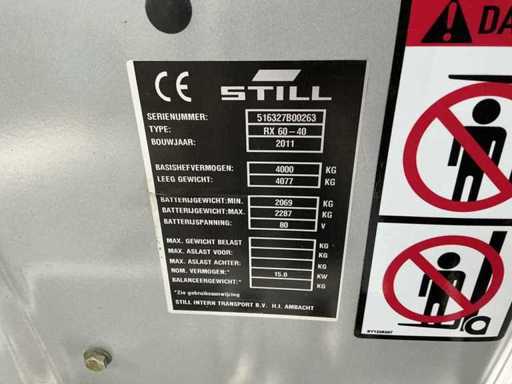 CE STILL
SERIENUMMER: 516327B00263
TYPE: RX 60-40
BOUWJAAR: 2011
BASISHEFVERMOGEN: 4000 KG
LEEG GEWICHT: 4077 KG
BATTERIJGEWICHT:MIN. 2069 KG
BATTERIJGEWICHT:MAX. 2287 KG
BATTERIJSPANNING: 80 V
MAX. GEWICHT BELAST KG
MAX. ASLAST VOOR: KG
MAX. ASLAST ACHTER: KG
NOM. VERMOGEN:* 15.0 KW
BALANCEERGEWICHT:* KG
*Zie gebruiksaanwijzing
STILL INTERN TRANSPORT B.V. H.I. AMBACHT
DA